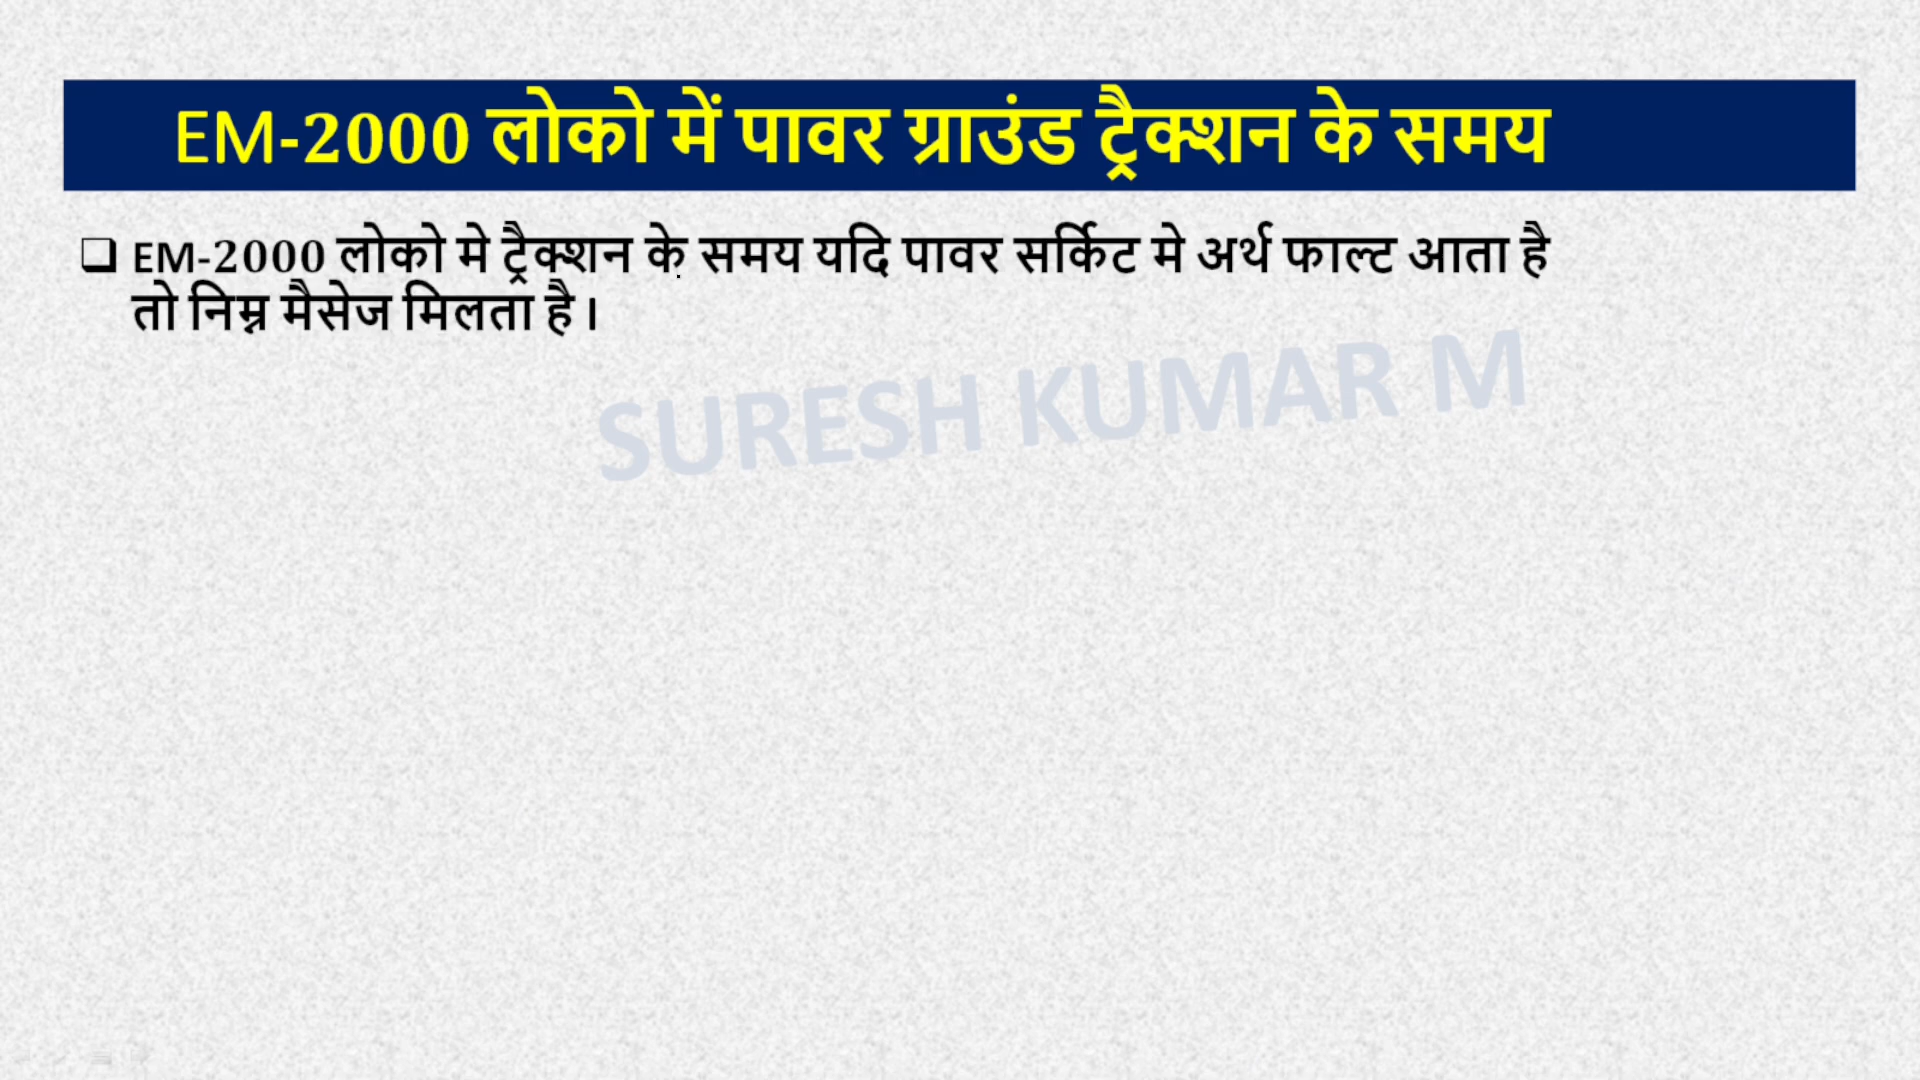 EM-2000 लोको में पावर ग्राउंड ट्रैक्शन के समय
❑ EM-2000 लोको मे ट्रैक्शन के समय यदि पावर सर्किट मे अर्थ फाल्ट आता है
तो निम्न मैसेज मिलता है ।
SURESH KUMAR M